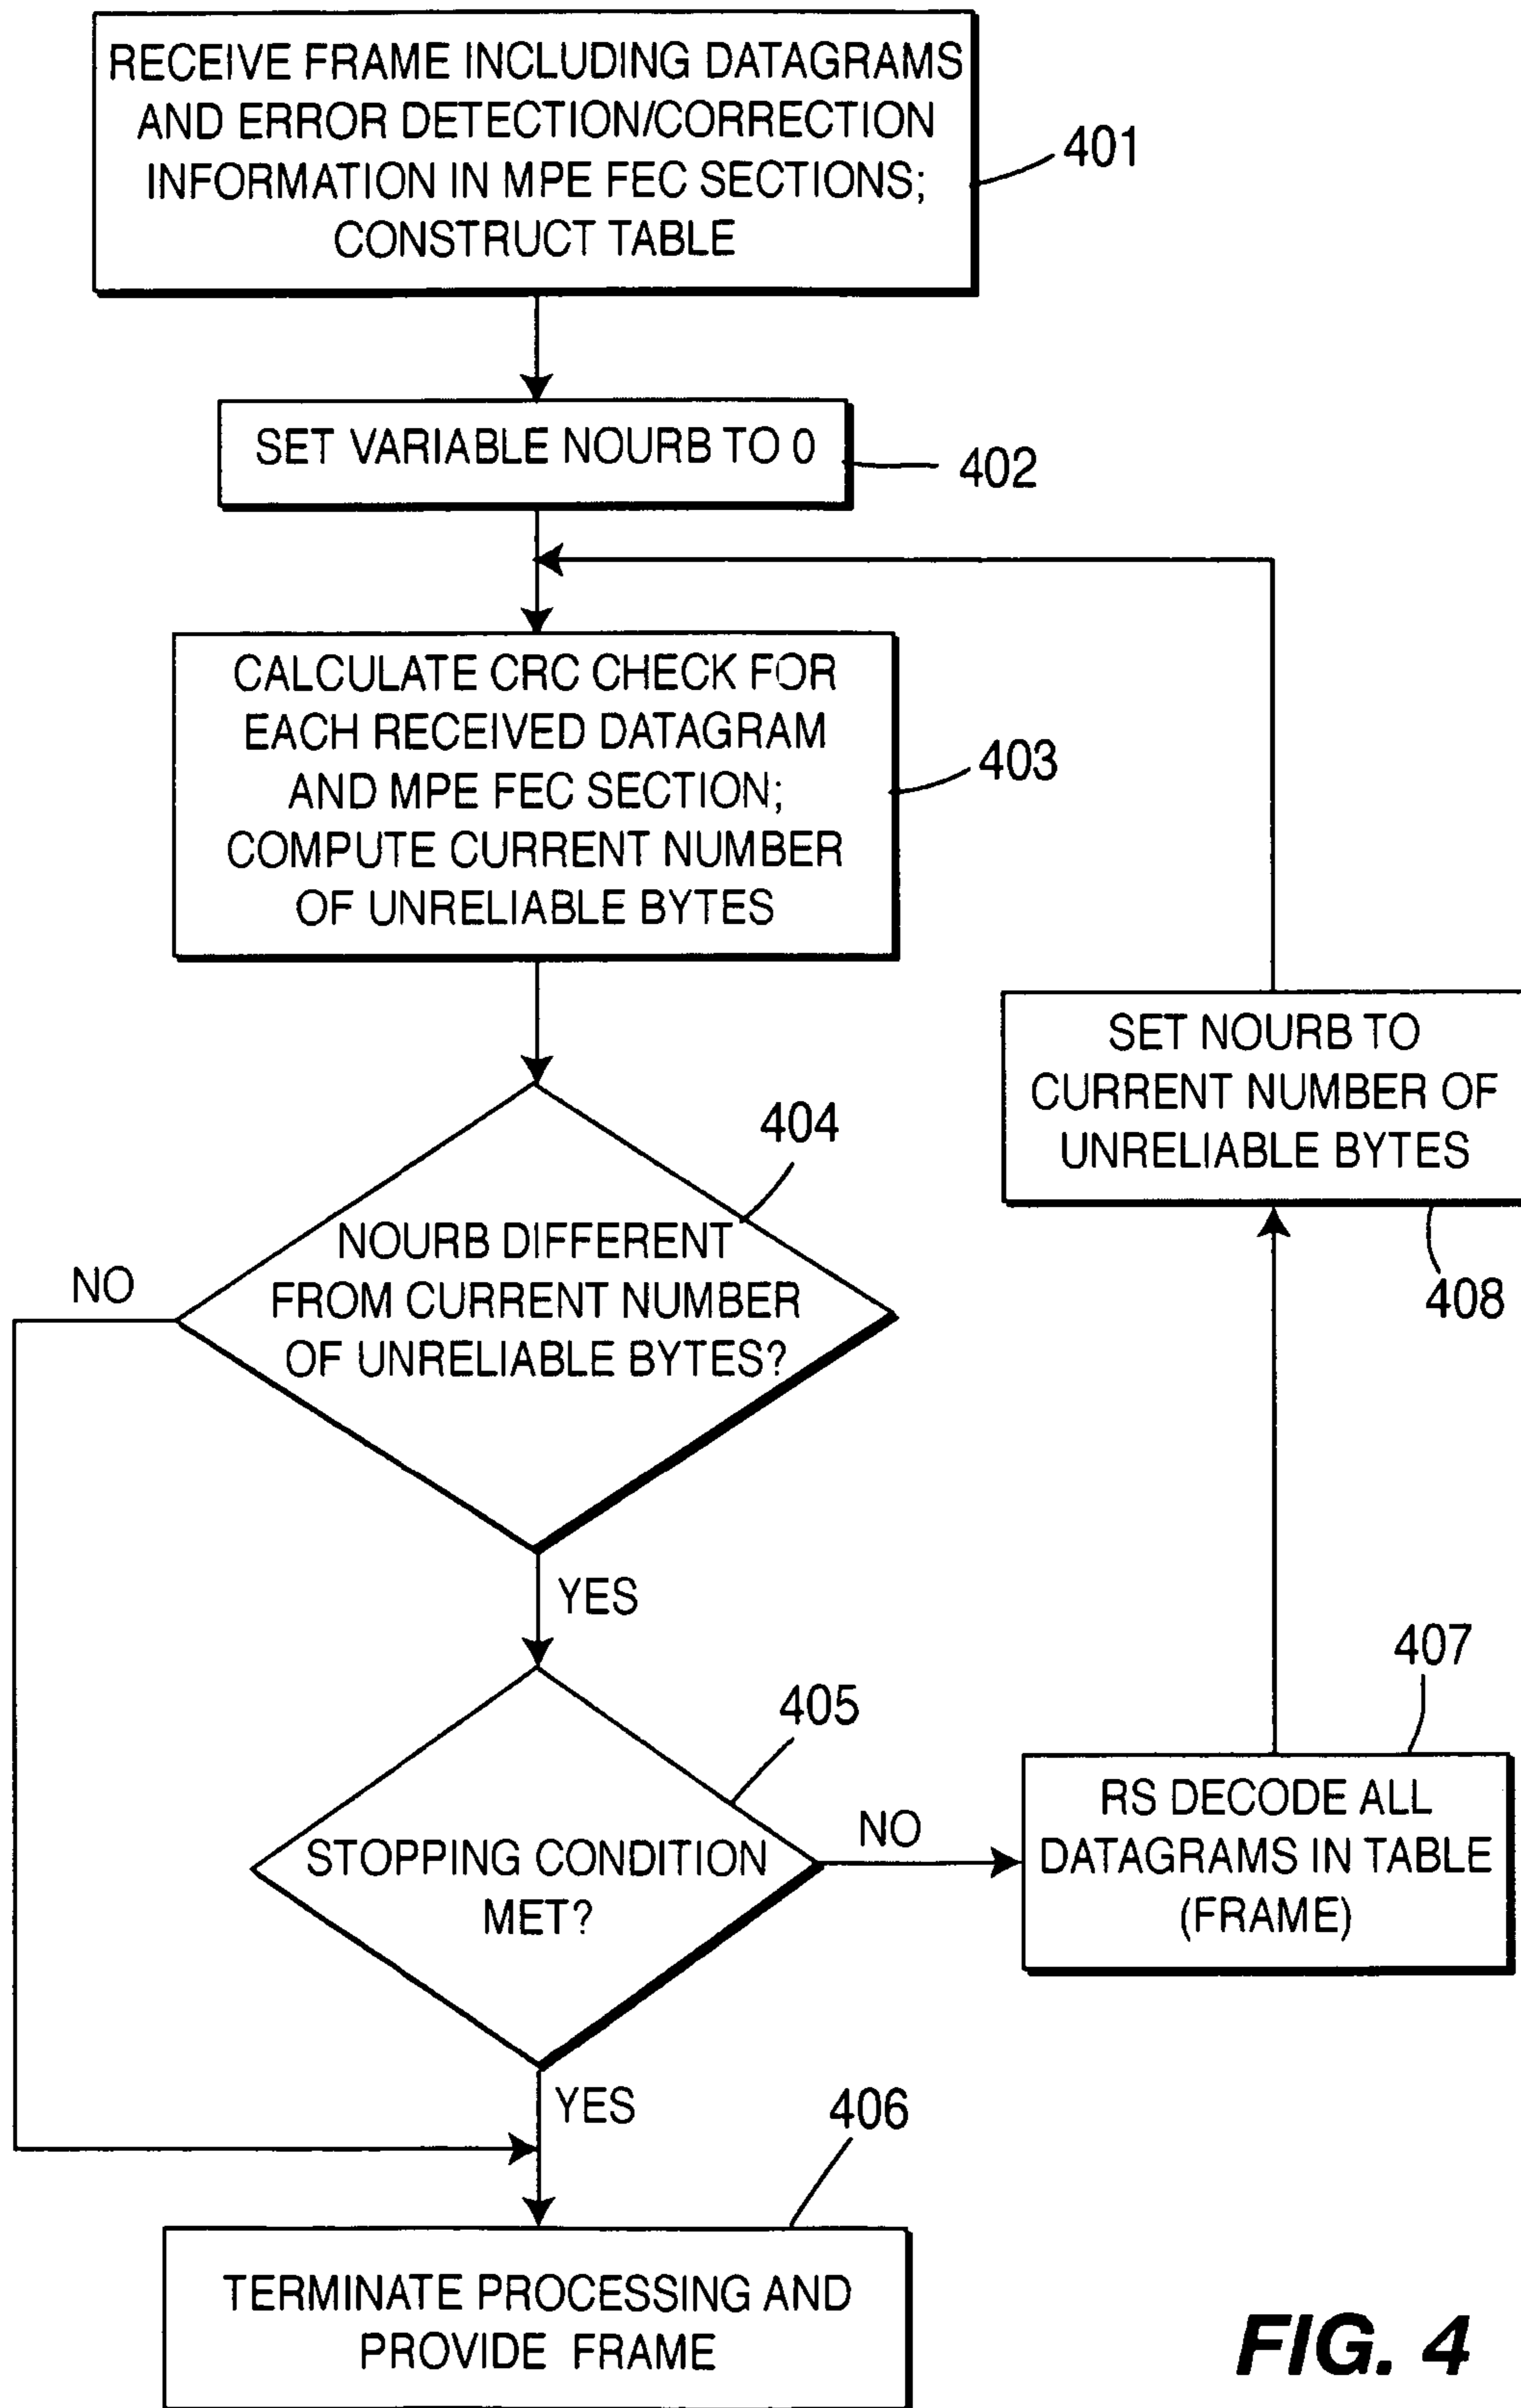 RECEIVE FRAME INCLUDING DATAGRAMS
AND ERROR DETECTION/CORRECTION
INFORMATION IN MPE FEC SECTIONS;
CONSTRUCT TABLE
401
SET VARIABLE NOURB TO 0
402
CALCULATE CRC CHECK FOR
EACH RECEIVED DATAGRAM
AND MPE FEC SECTION;
COMPUTE CURRENT NUMBER
OF UNRELIABLE BYTES
403
NOURB DIFFERENT
FROM CURRENT NUMBER
OF UNRELIABLE BYTES?
404
NO
YES
STOPPING CONDITION
MET?
405
NO
YES
RS DECODE ALL
DATAGRAMS IN TABLE
(FRAME)
407
SET NOURB TO
CURRENT NUMBER OF
UNRELIABLE BYTES
408
TERMINATE PROCESSING AND
PROVIDE FRAME
406
FIG. 4